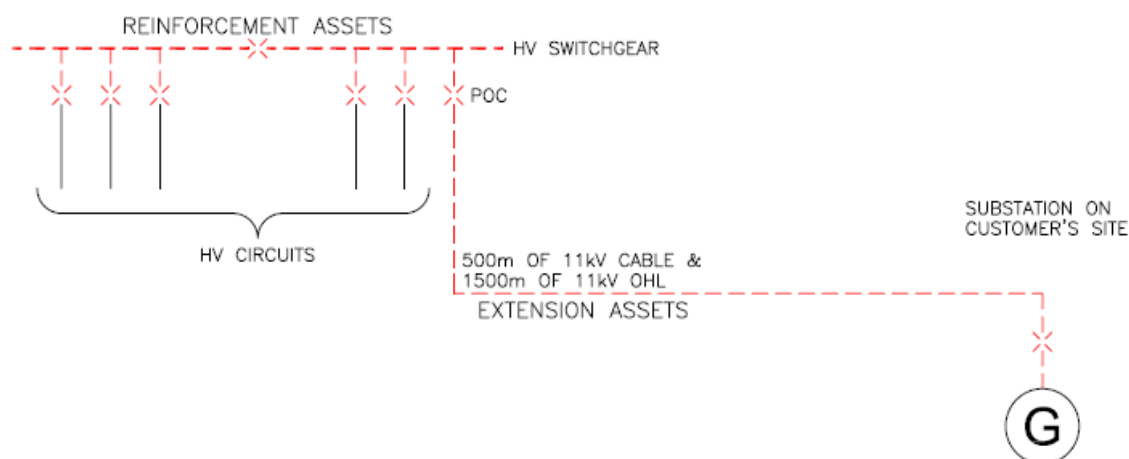 REINFORCEMENT ASSETS
HV SWITCHGEAR
POC
HV CIRCUITS
SUBSTATION ON
CUSTOMER'S SITE
500m OF 11kV CABLE &
1500m OF 11kV OHL
EXTENSION ASSETS
G